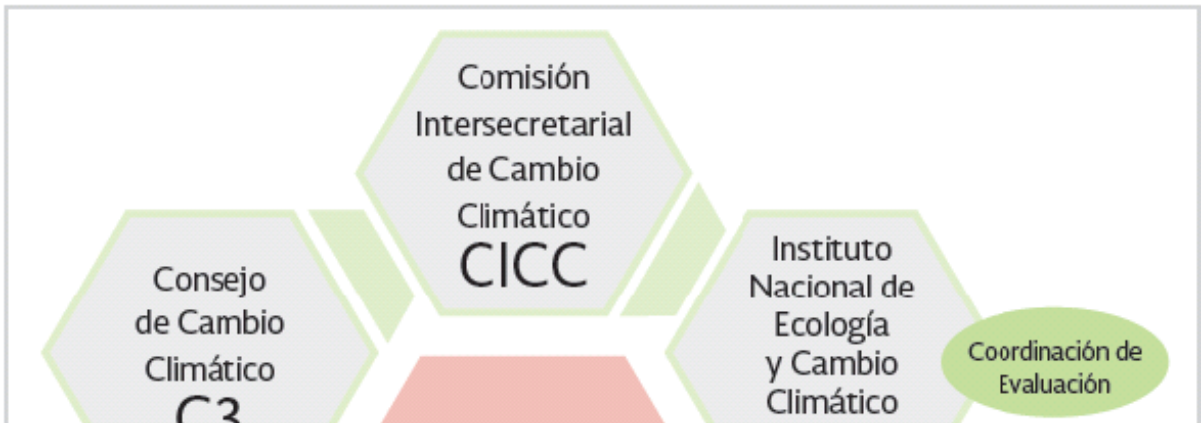 Comisión
Intersecretarial
de Cambio
Climático
CICC
Consejo
de Cambio
Climático
C3
Instituto
Nacional de
Ecología
y Cambio
Climático
Coordinación de
Evaluación